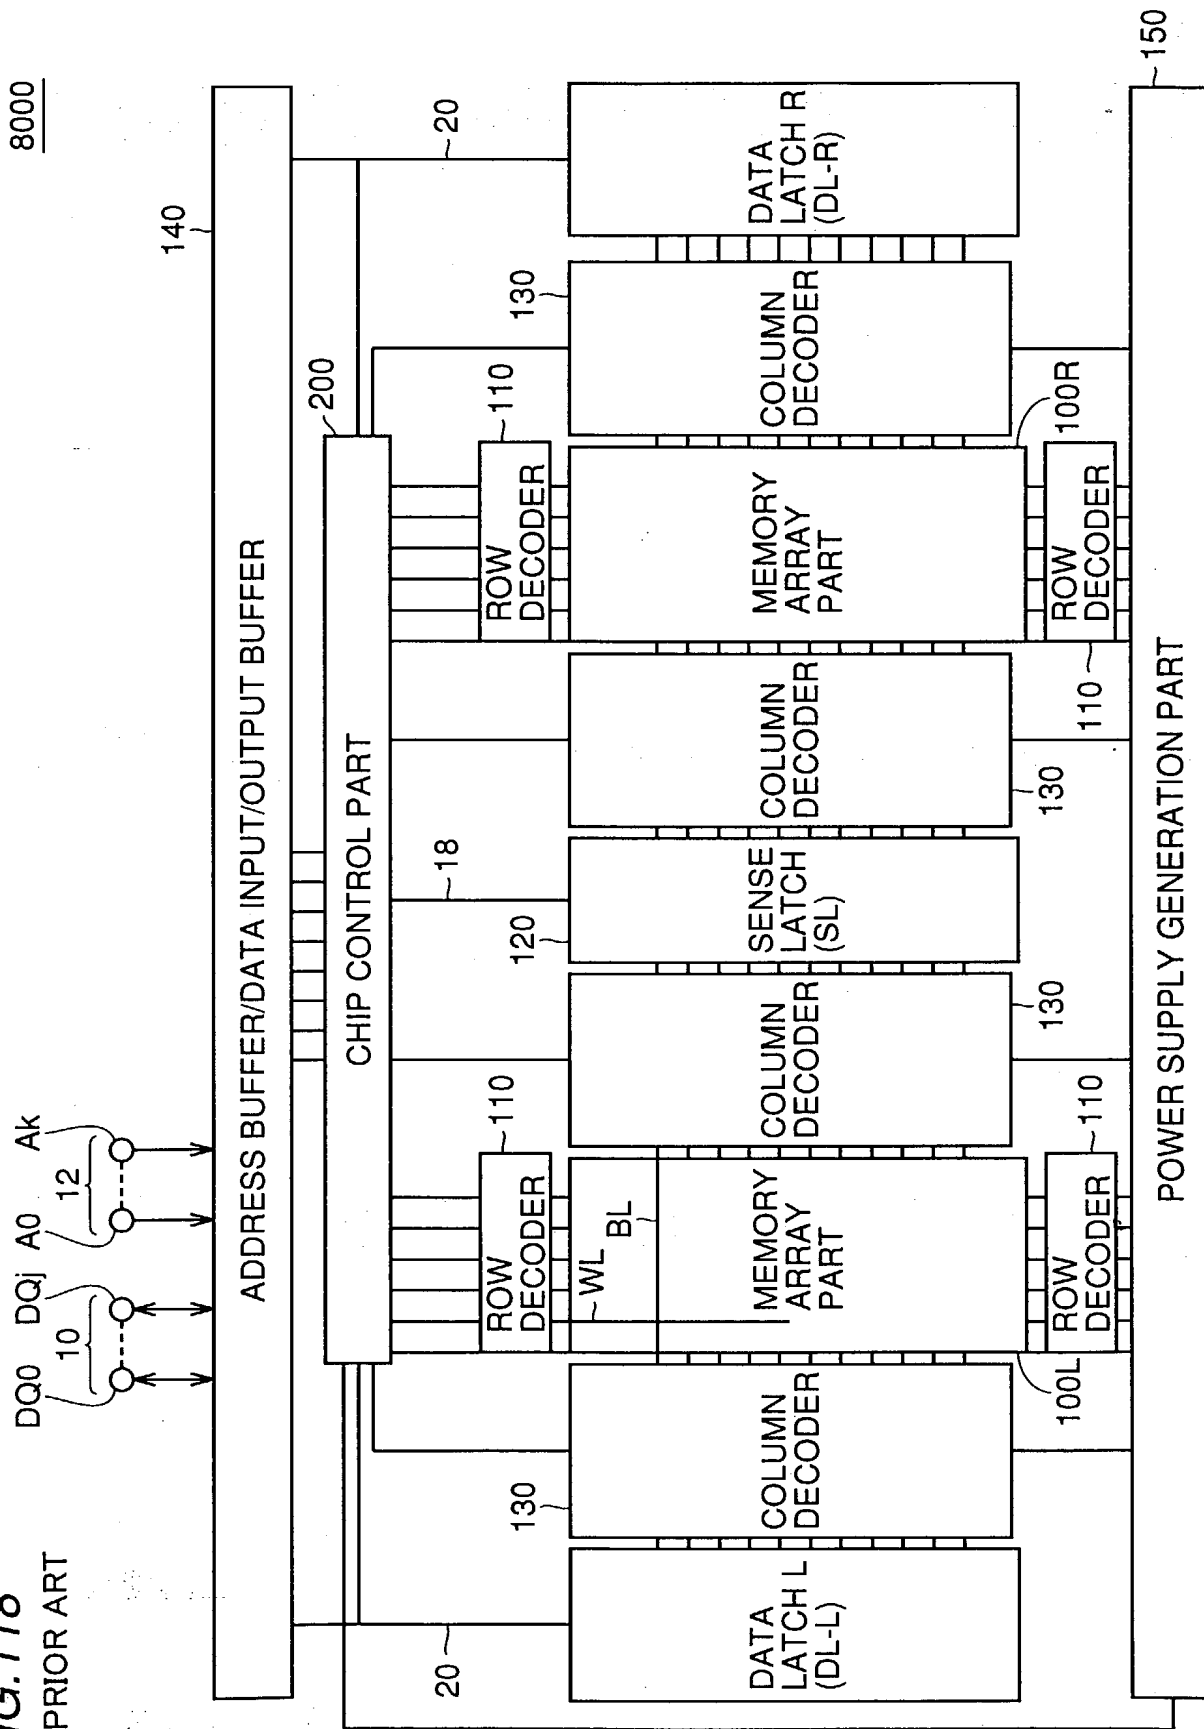 FIG.118
PRIOR ART
8000
DQ0 DQj A0 Ak
10
12
140
ADDRESS BUFFER/DATA INPUT/OUTPUT BUFFER
200
CHIP CONTROL PART
20
18
20
110
110
ROW
DECODER
ROW
DECODER
130
120
130
WL
BL
DATA
LATCH L
(DL-L)
COLUMN
DECODER
MEMORY
ARRAY
PART
COLUMN
DECODER
SENSE
LATCH
(SL)
COLUMN
DECODER
MEMORY
ARRAY
PART
COLUMN
DECODER
DATA
LATCH R
(DL-R)
100L
130
130
100R
ROW
DECODER
110
110
ROW
DECODER
150
POWER SUPPLY GENERATION PART